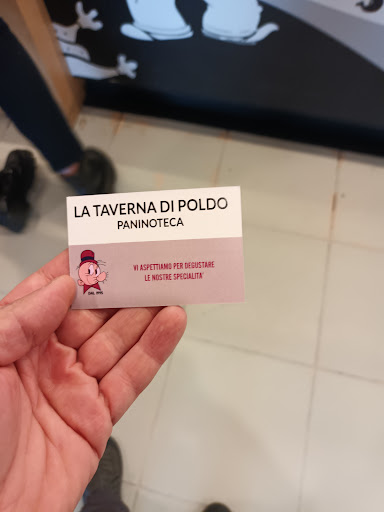 LA TAVERNA DI POLDO
PANINOTECA
VI ASPETTIAMO PER DEGUSTARE
LE NOSTRE SPECIALITA'